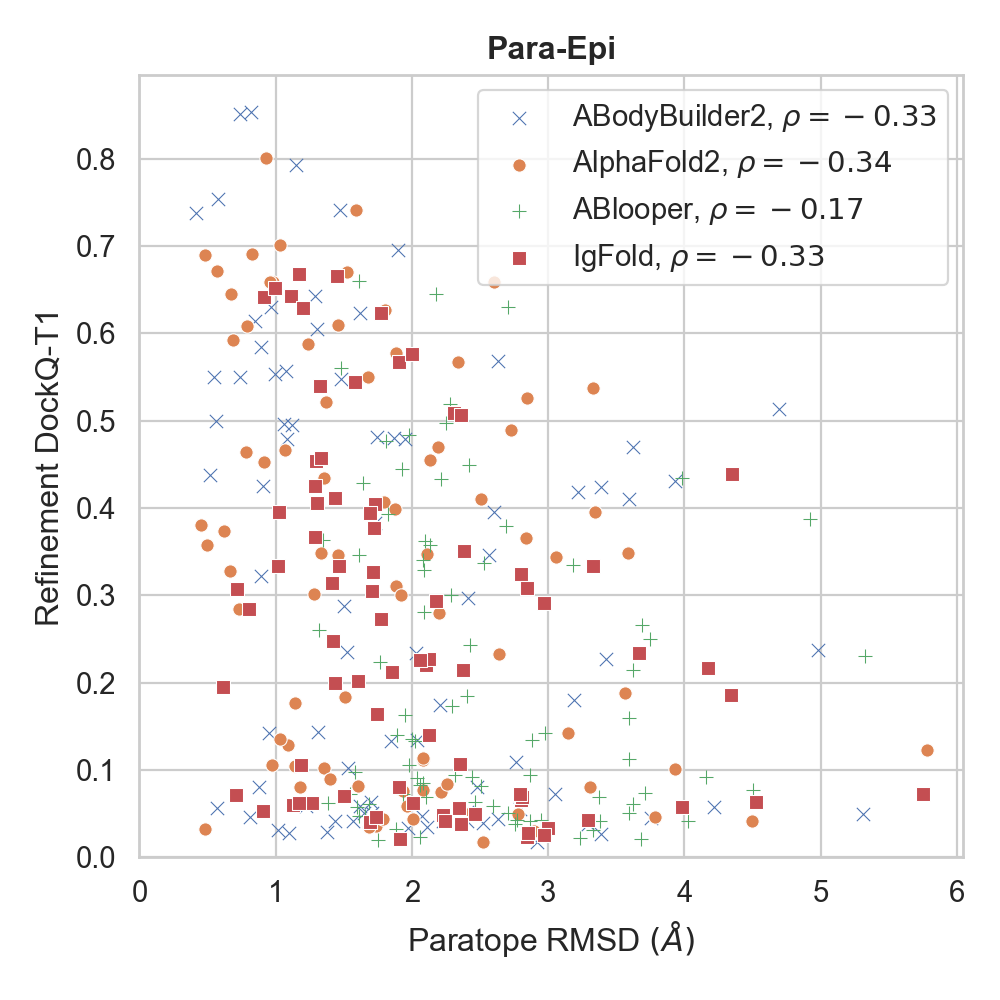 Para-Epi
ABodyBuilder2, ρ = −0.33
AlphaFold2, ρ = −0.34
ABlooper, ρ = −0.17
IgFold, ρ = −0.33
Refinement DockQ-T1
0.8
0.7
0.6
0.5
0.4
0.3
0.2
0.1
0.0
0 1 2 3 4 5 6
Paratope RMSD (Å)